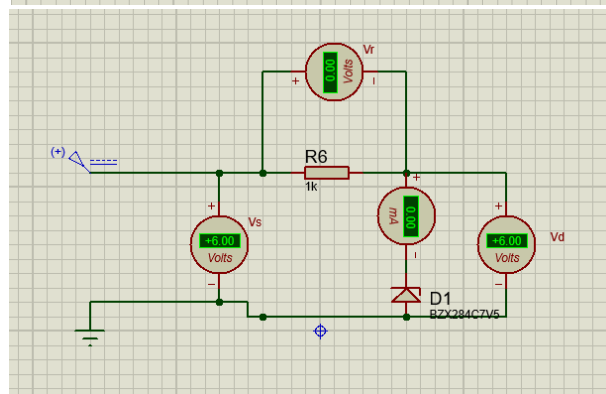 Vr
0.00
Volts
+
−
(+)
R6
1k
+
Vs
+6.00
Volts
−
+
0.00
mA
−
+
Vd
+6.00
Volts
−
D1
BZX284C7V5